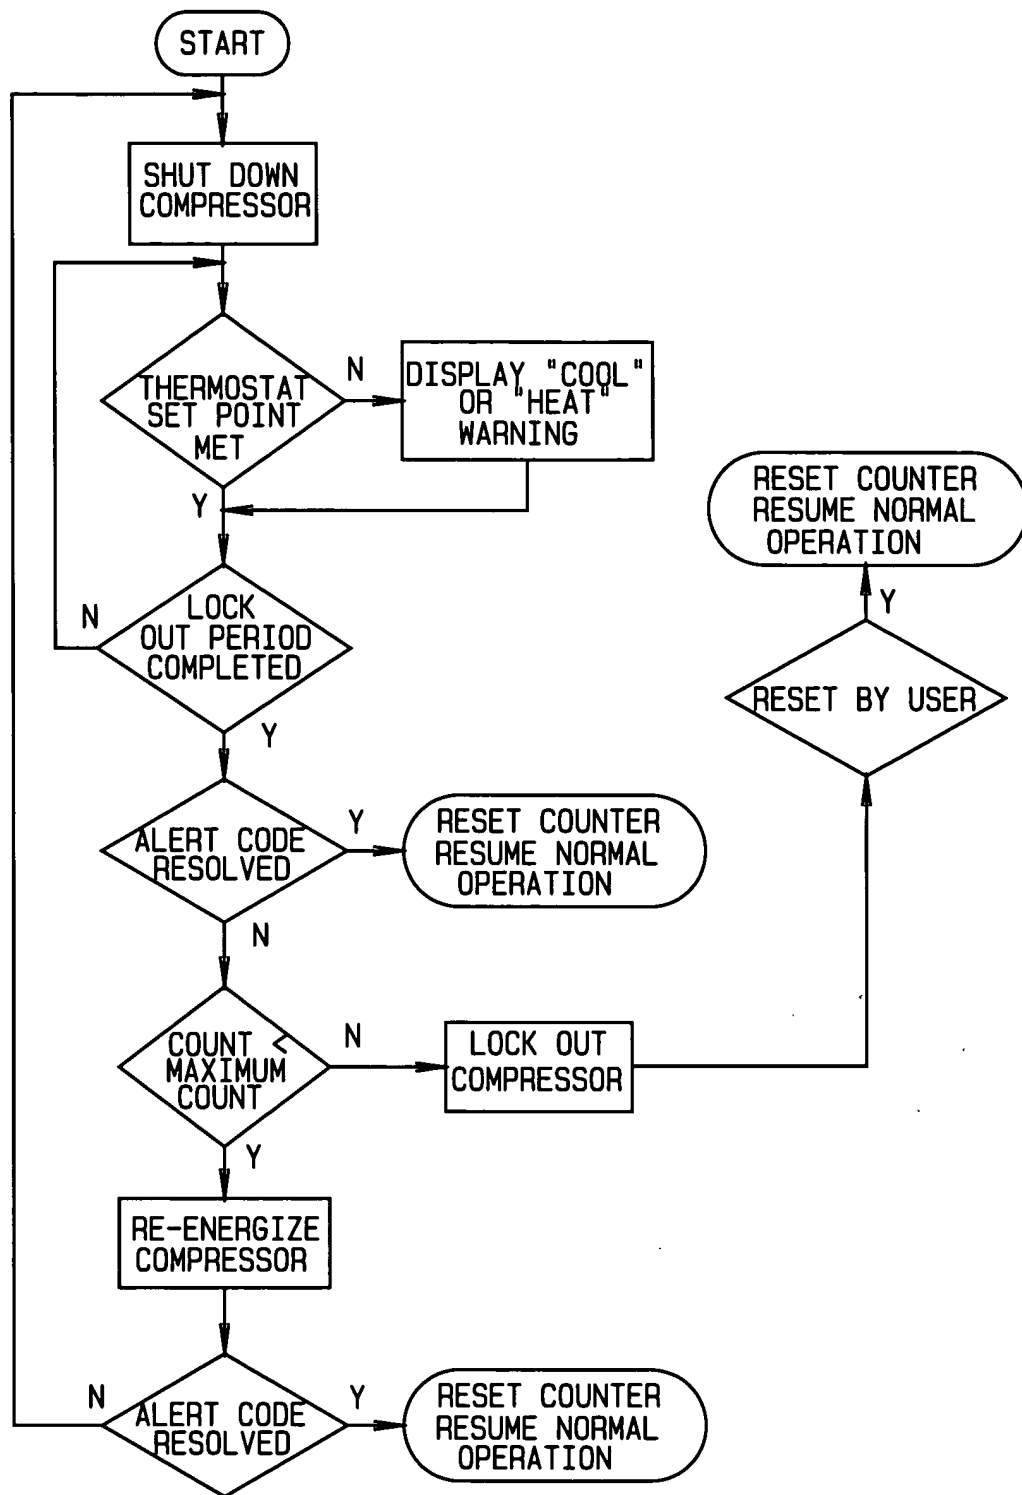 START
SHUT DOWN
COMPRESSOR
THERMOSTAT
SET POINT
MET
N
DISPLAY "COOL"
OR "HEAT"
WARNING
Y
LOCK
OUT PERIOD
COMPLETED
N
Y
ALERT CODE
RESOLVED
Y
RESET COUNTER
RESUME NORMAL
OPERATION
N
COUNT <
MAXIMUM
COUNT
N
LOCK OUT
COMPRESSOR
RESET BY USER
Y
RESET COUNTER
RESUME NORMAL
OPERATION
Y
RE-ENERGIZE
COMPRESSOR
N
ALERT CODE
RESOLVED
Y
RESET COUNTER
RESUME NORMAL
OPERATION